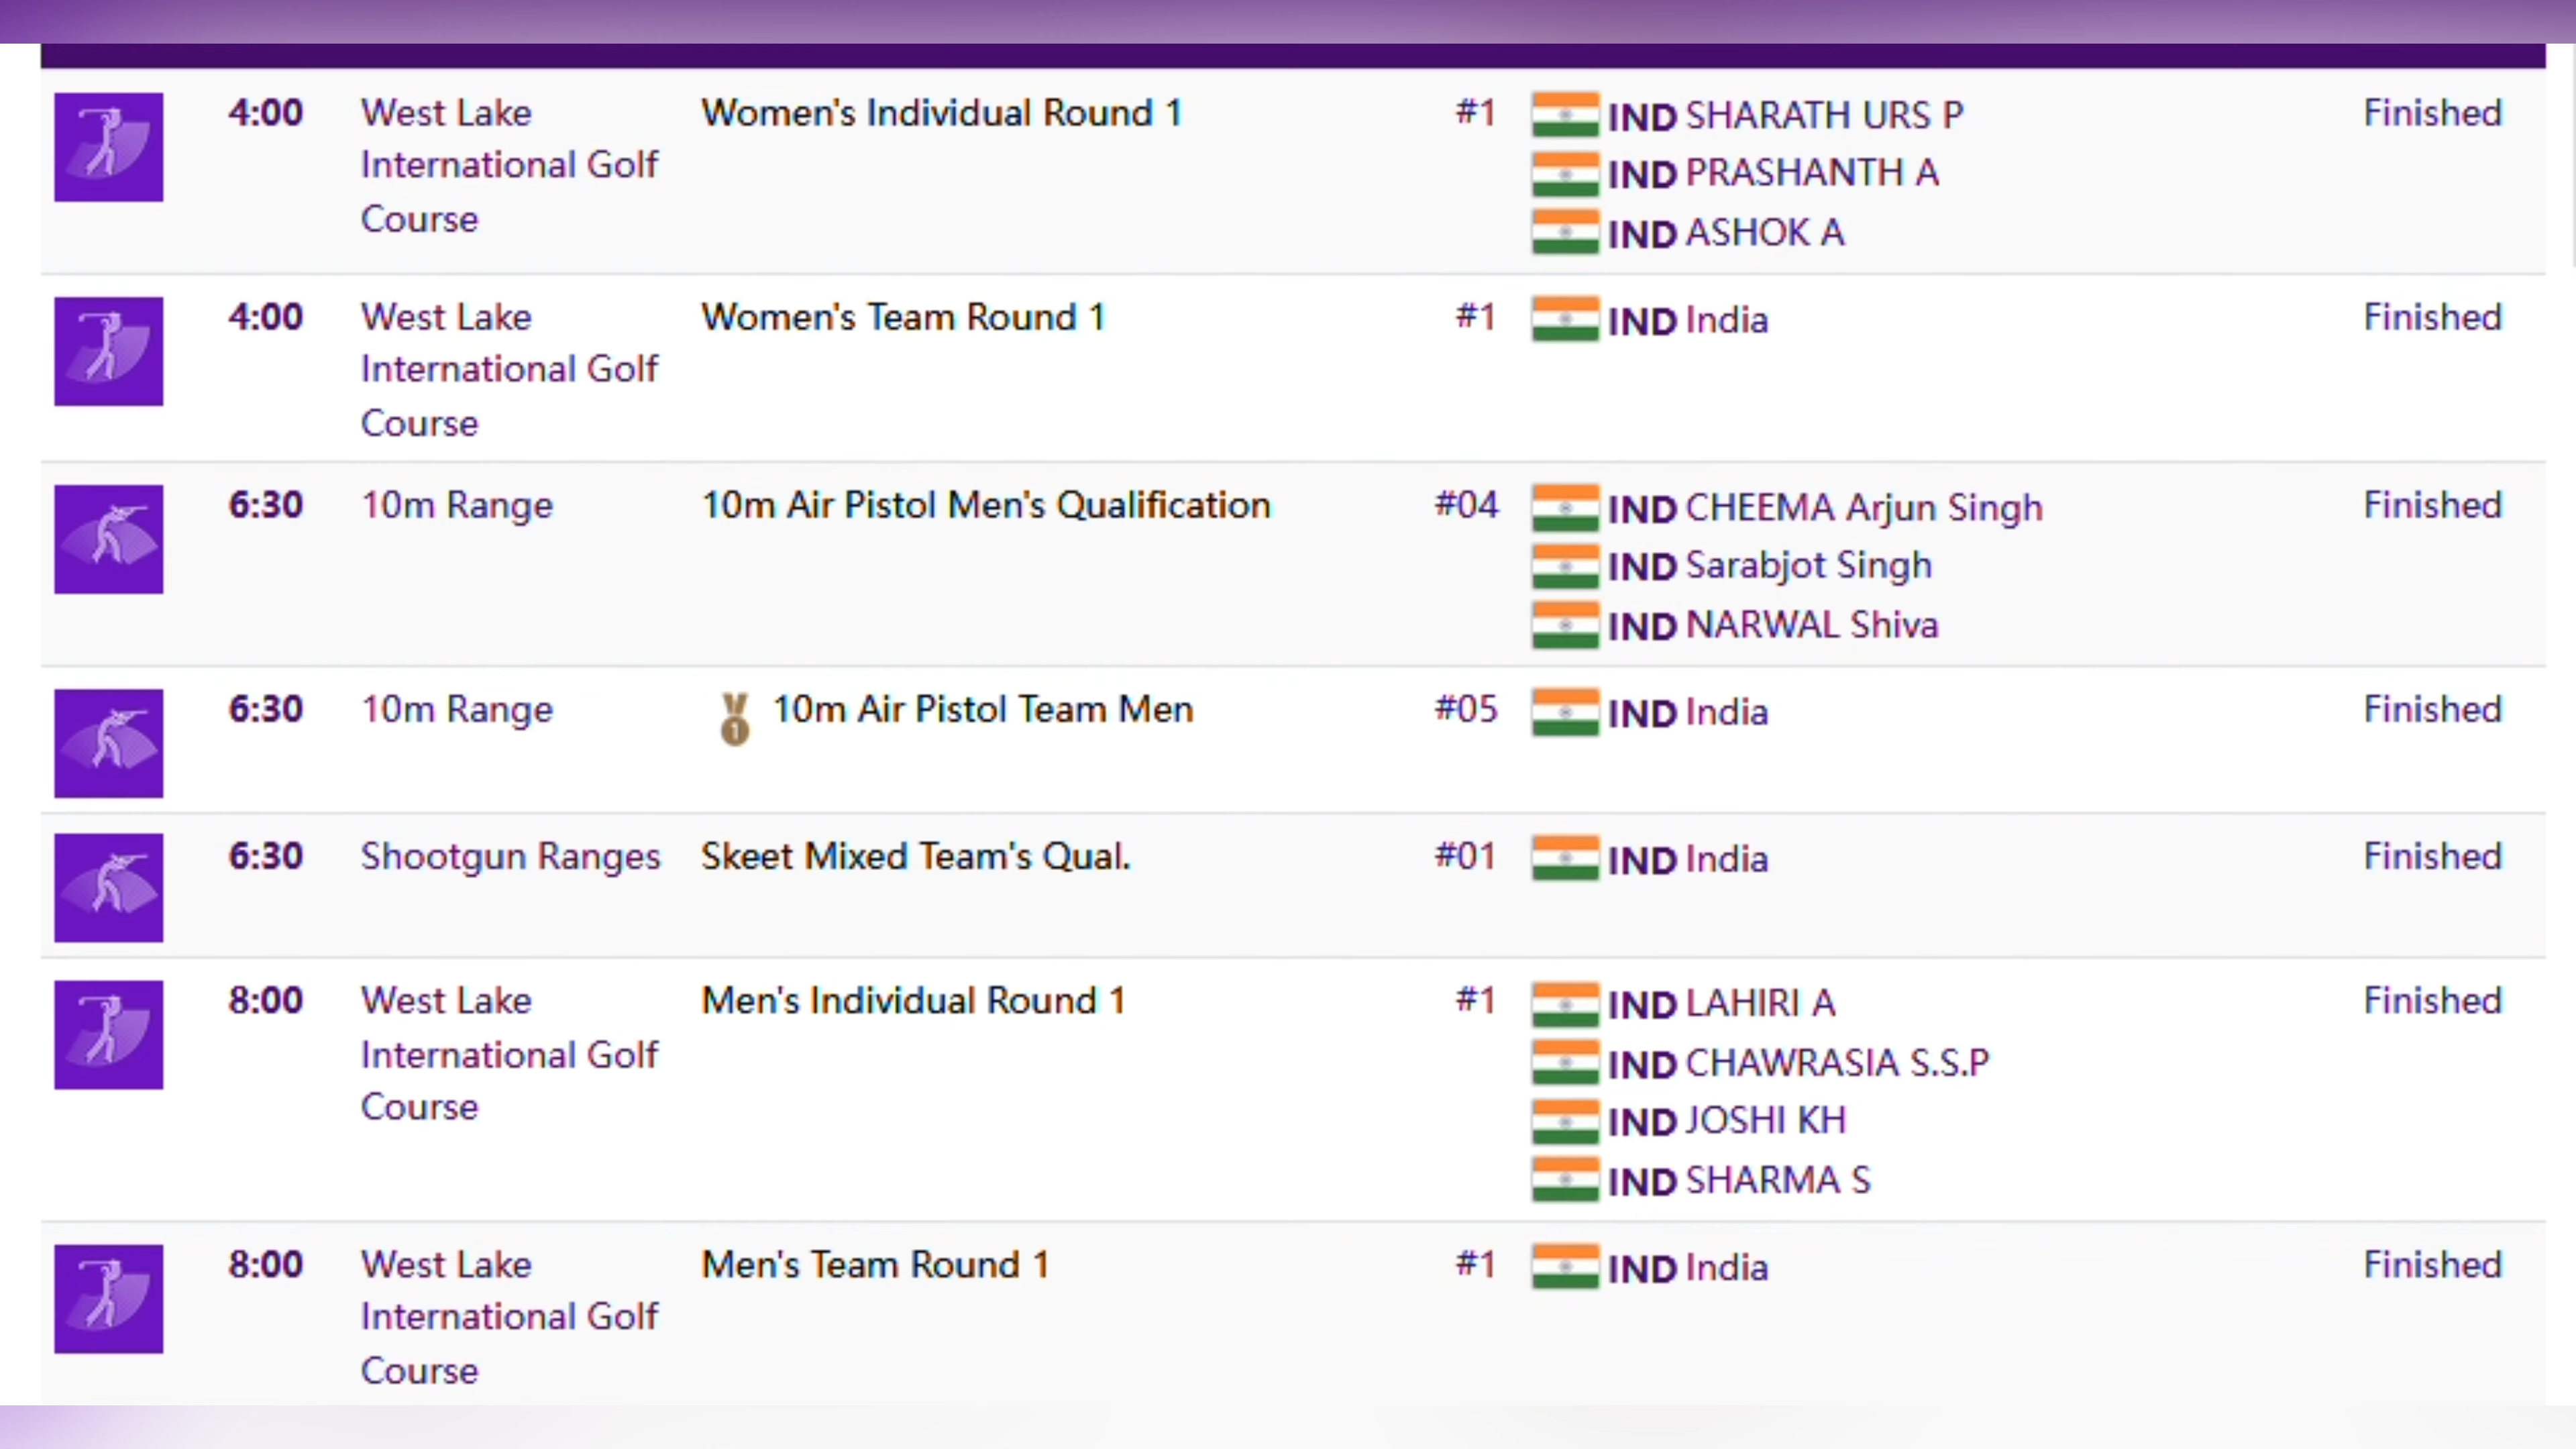 4:00 West Lake Women's Individual Round 1 #1 IND SHARATH URS P Finished
International Golf IND PRASHANTH A
Course IND ASHOK A
4:00 West Lake Women's Team Round 1 #1 IND India Finished
International Golf
Course
6:30 10m Range 10m Air Pistol Men's Qualification #04 IND CHEEMA Arjun Singh Finished
IND Sarabjot Singh
IND NARWAL Shiva
6:30 10m Range 1 10m Air Pistol Team Men #05 IND India Finished
6:30 Shootgun Ranges Skeet Mixed Team's Qual. #01 IND India Finished
8:00 West Lake Men's Individual Round 1 #1 IND LAHIRI A Finished
International Golf IND CHAWRASIA S.S.P
Course IND JOSHI KH
IND SHARMA S
8:00 West Lake Men's Team Round 1 #1 IND India Finished
International Golf
Course